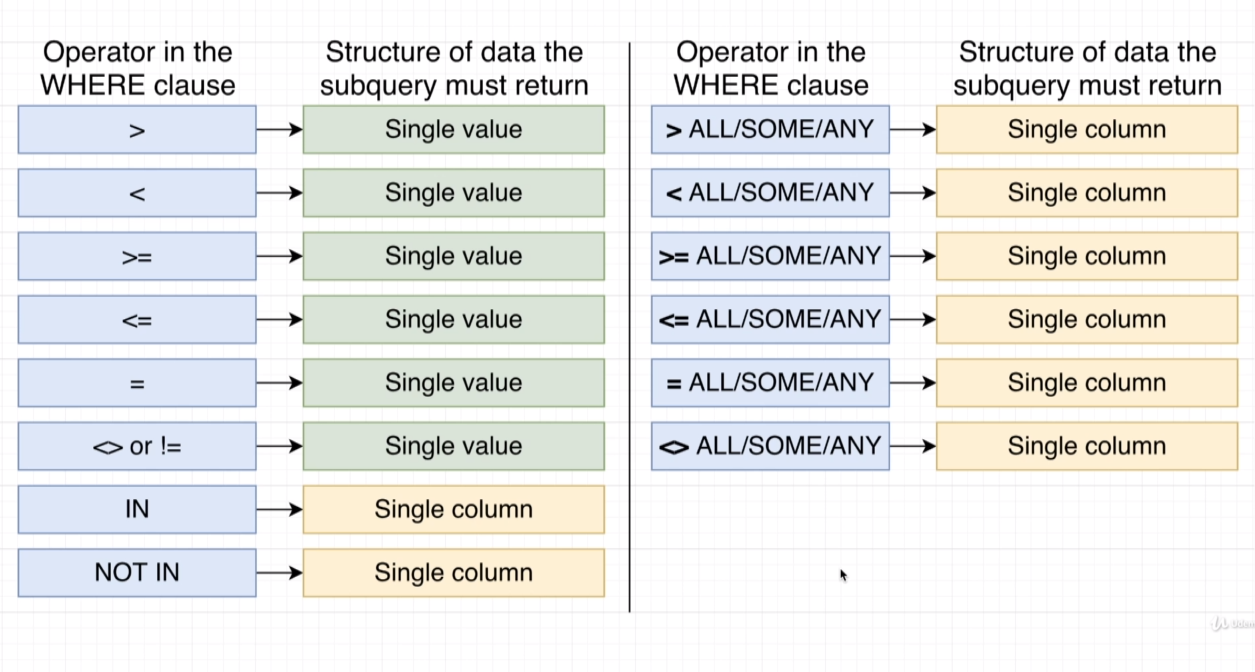 Operator in the
WHERE clause
Structure of data the
subquery must return
>
Single value
<
Single value
>=
Single value
<=
Single value
=
Single value
<> or !=
Single value
IN
Single column
NOT IN
Single column
Operator in the
WHERE clause
Structure of data the
subquery must return
> ALL/SOME/ANY
Single column
< ALL/SOME/ANY
Single column
>= ALL/SOME/ANY
Single column
<= ALL/SOME/ANY
Single column
= ALL/SOME/ANY
Single column
<> ALL/SOME/ANY
Single column